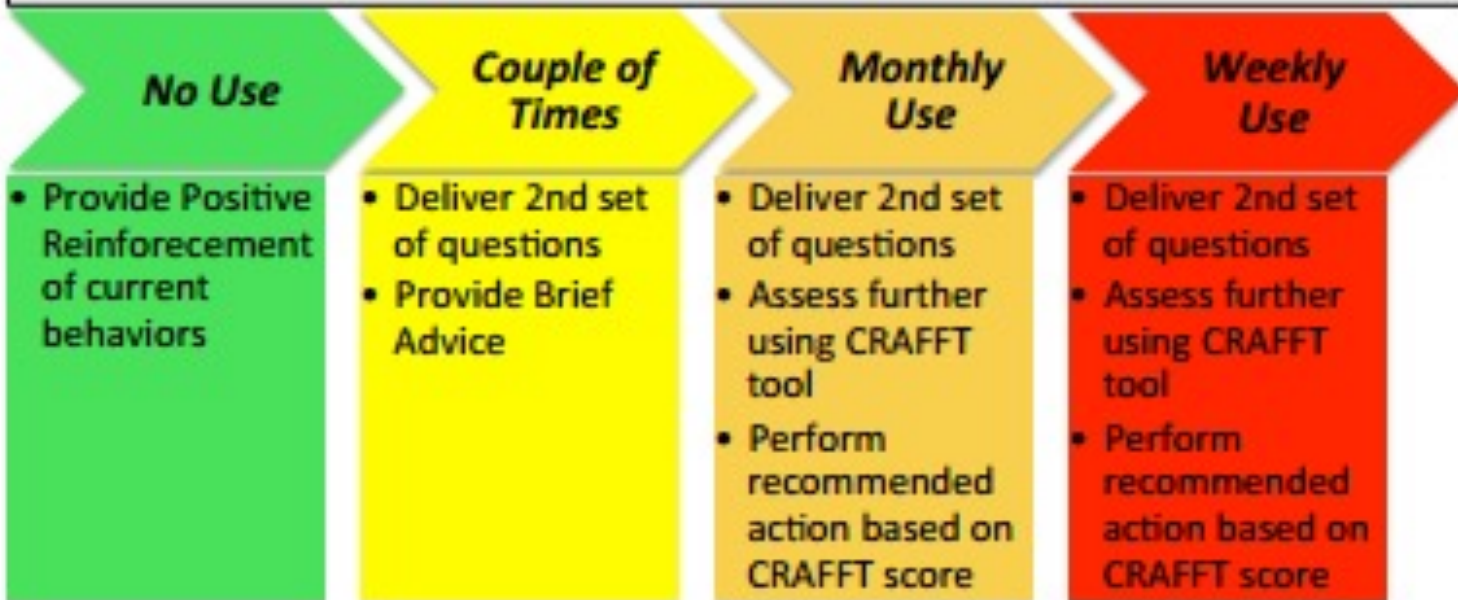 No Use
• Provide Positive
Reinforecement
of current
behaviors
Couple of
Times
• Deliver 2nd set
of questions
• Provide Brief
Advice
Monthly
Use
• Deliver 2nd set
of questions
• Assess further
using CRAFFT
tool
• Perform
recommended
action based on
CRAFFT score
Weekly
Use
• Deliver 2nd set
of questions
• Assess further
using CRAFFT
tool
• Perform
recommended
action based on
CRAFFT score